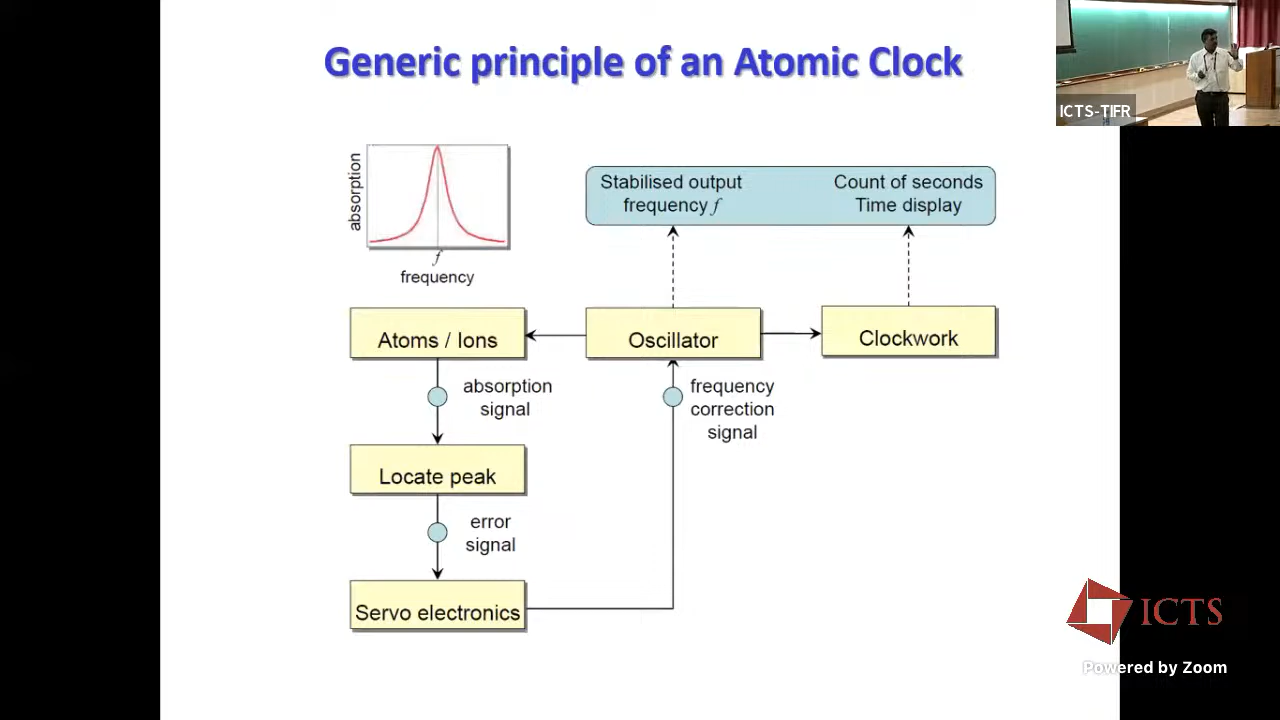 Generic principle of an Atomic Clock
ICTS-TIFR
absorption
f
frequency
Stabilised output
frequency f
Count of seconds
Time display
Atoms / Ions
Oscillator
Clockwork
absorption
signal
frequency
correction
signal
Locate peak
error
signal
Servo electronics
ICTS
Powered by Zoom